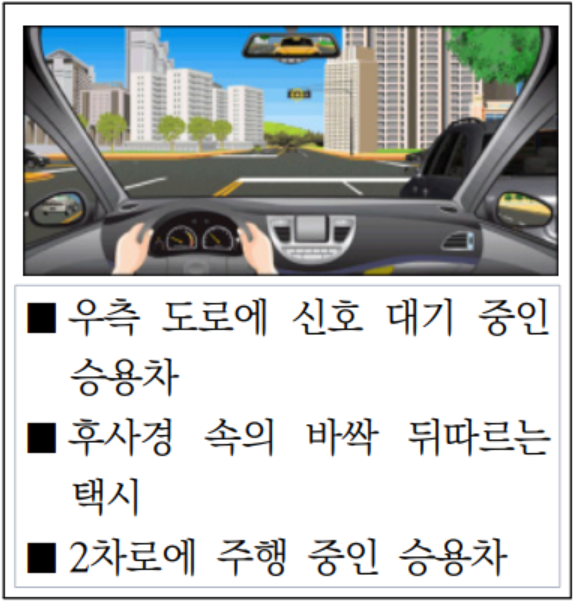 ■ 우측 도로에 신호 대기 중인
승용차
■ 후사경 속의 바싹 뒤따르는
택시
■ 2차로에 주행 중인 승용차